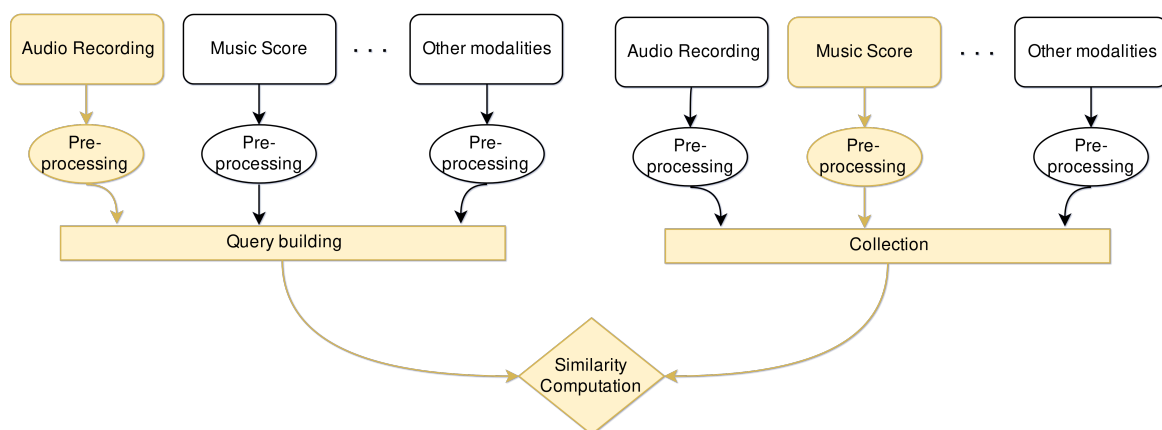 Audio Recording
Music Score
. . .
Other modalities
Audio Recording
Music Score
. . .
Other modalities
Pre-
processing
Pre-
processing
Pre-
processing
Pre-
processing
Pre-
processing
Pre-
processing
Query building
Collection
Similarity
Computation